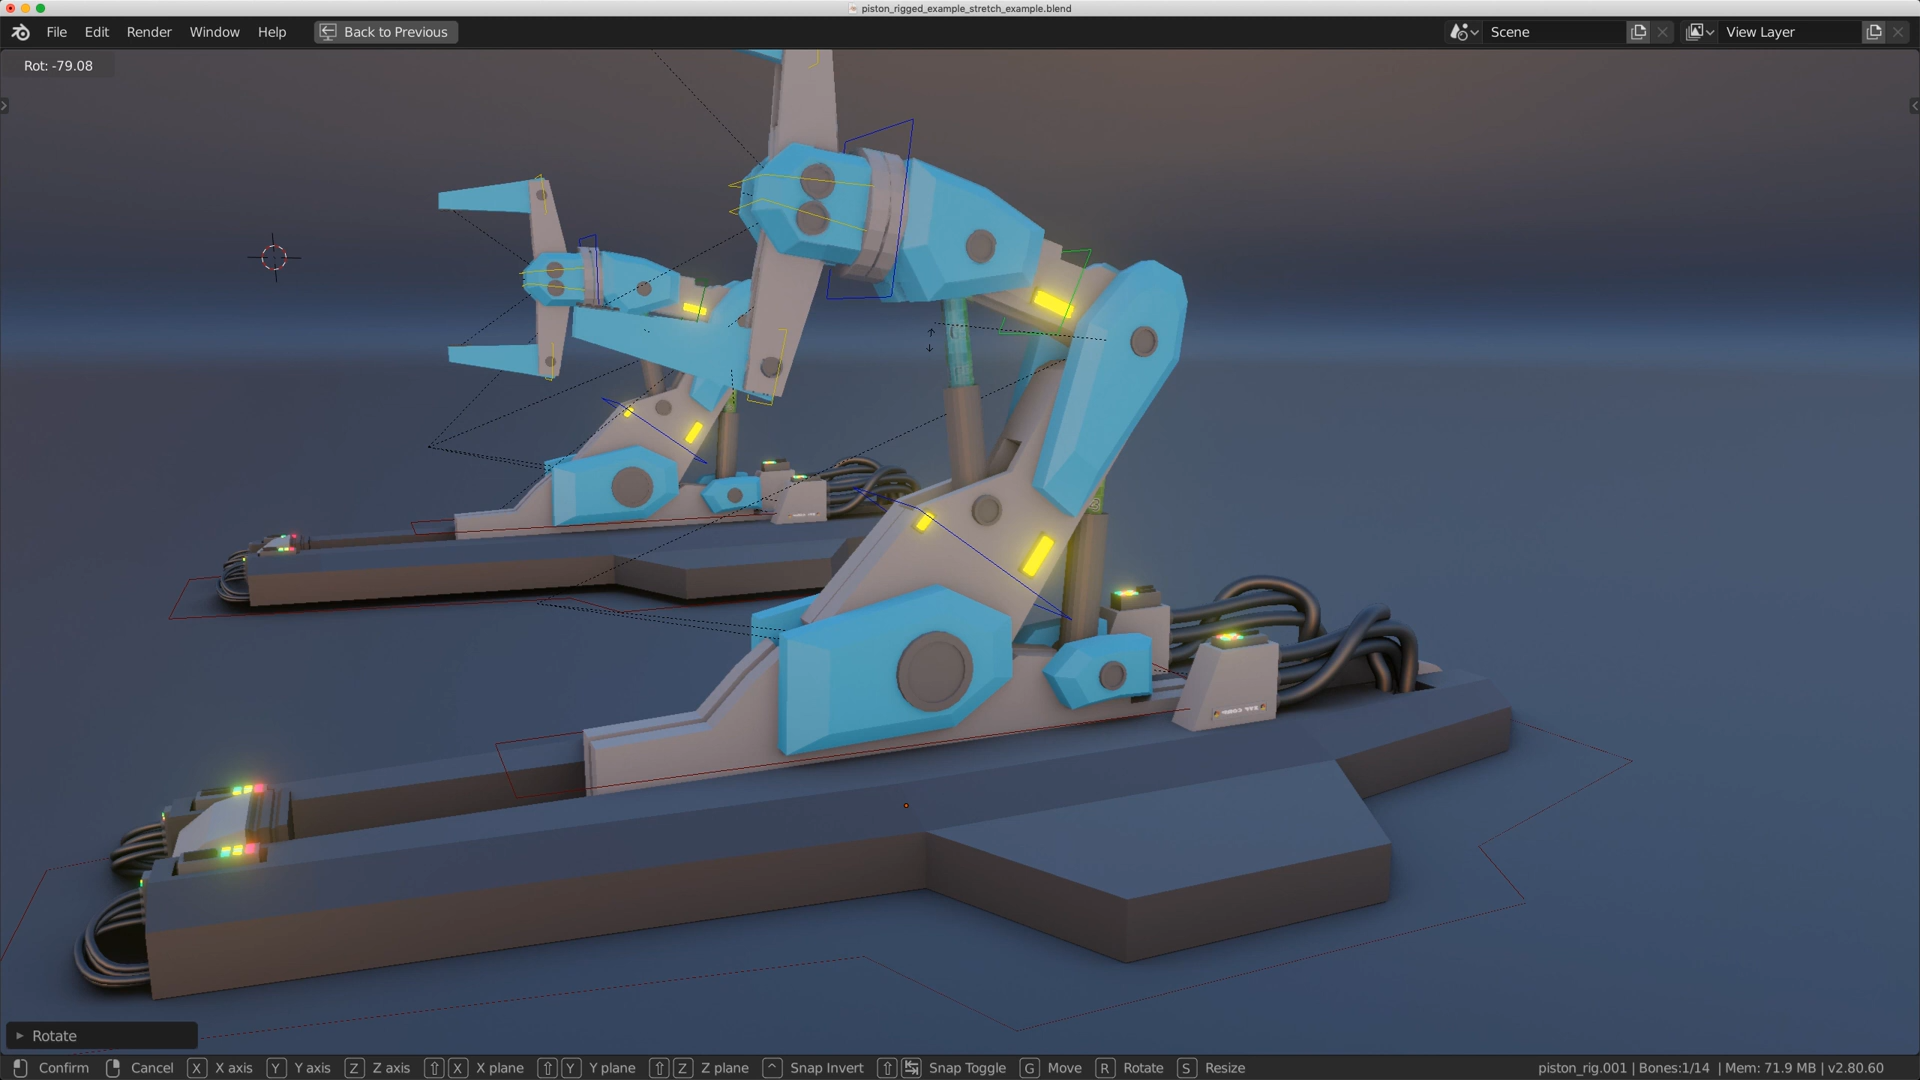 piston_rigged_example_stretch_example.blend
File Edit Render Window Help Back to Previous Scene View Layer
Rot: -79.08
Rotate
Confirm Cancel X X axis Y Y axis Z Z axis X X plane Y Y plane Z Z plane Snap Invert Snap Toggle G Move R Rotate S Resize piston_rig.001 | Bones:1/14 | Mem: 71.9 MB | v2.80.60